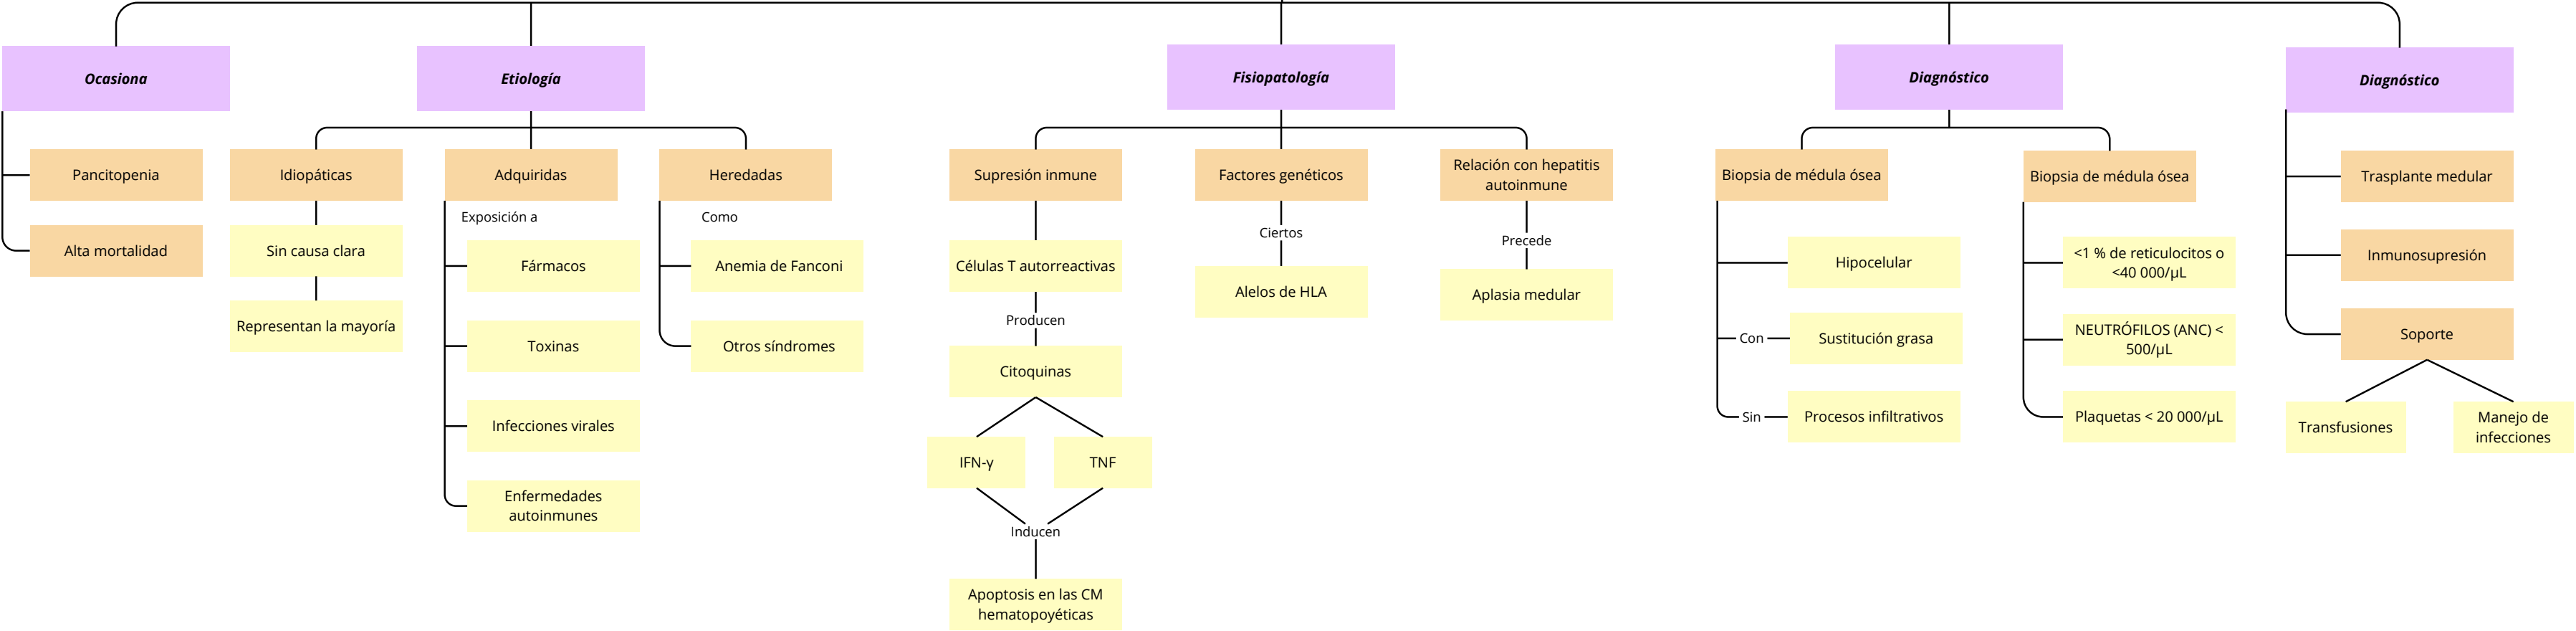 Ocasiona
Pancitopenia
Alta mortalidad
Etiología
Idiopáticas
Sin causa clara
Representan la mayoría
Adquiridas
Exposición a
Fármacos
Toxinas
Infecciones virales
Enfermedades
autoinmunes
Heredadas
Como
Anemia de Fanconi
Otros síndromes
Fisiopatología
Supresión inmune
Células T autorreactivas
Producen
Citoquinas
IFN-γ
TNF
Inducen
Apoptosis en las CM
hematopoyéticas
Factores genéticos
Ciertos
Alelos de HLA
Relación con hepatitis
autoinmune
Precede
Aplasia medular
Diagnóstico
Biopsia de médula ósea
Hipocelular
Con
Sustitución grasa
Sin
Procesos infiltrativos
Biopsia de médula ósea
<1 % de reticulocitos o
<40 000/µL
NEUTRÓFILOS (ANC) <
500/µL
Plaquetas < 20 000/µL
Diagnóstico
Trasplante medular
Inmunosupresión
Soporte
Transfusiones
Manejo de
infecciones